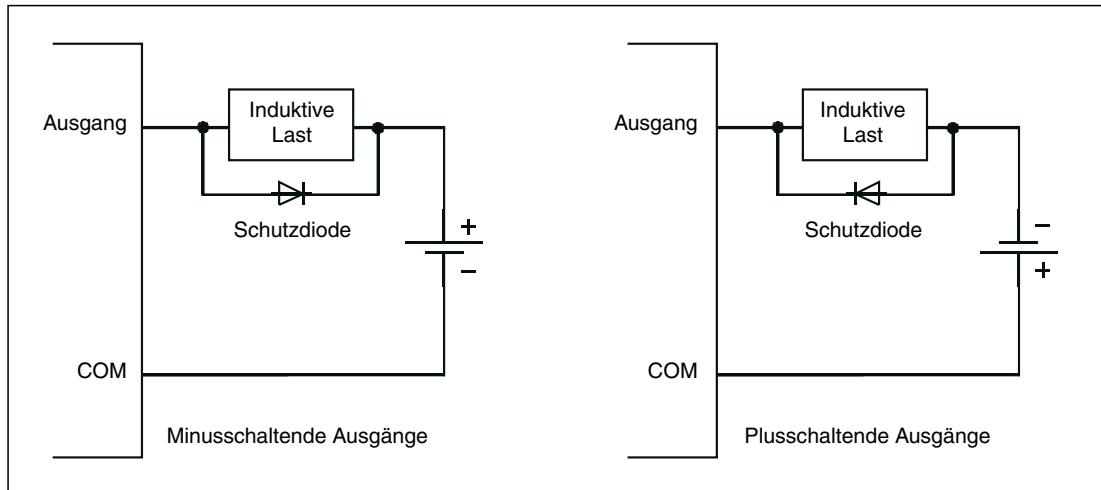 Ausgang
Induktive
Last
Schutzdiode
+
−
COM
Minusschaltende Ausgänge
Ausgang
Induktive
Last
Schutzdiode
−
+
COM
Plusschaltende Ausgänge